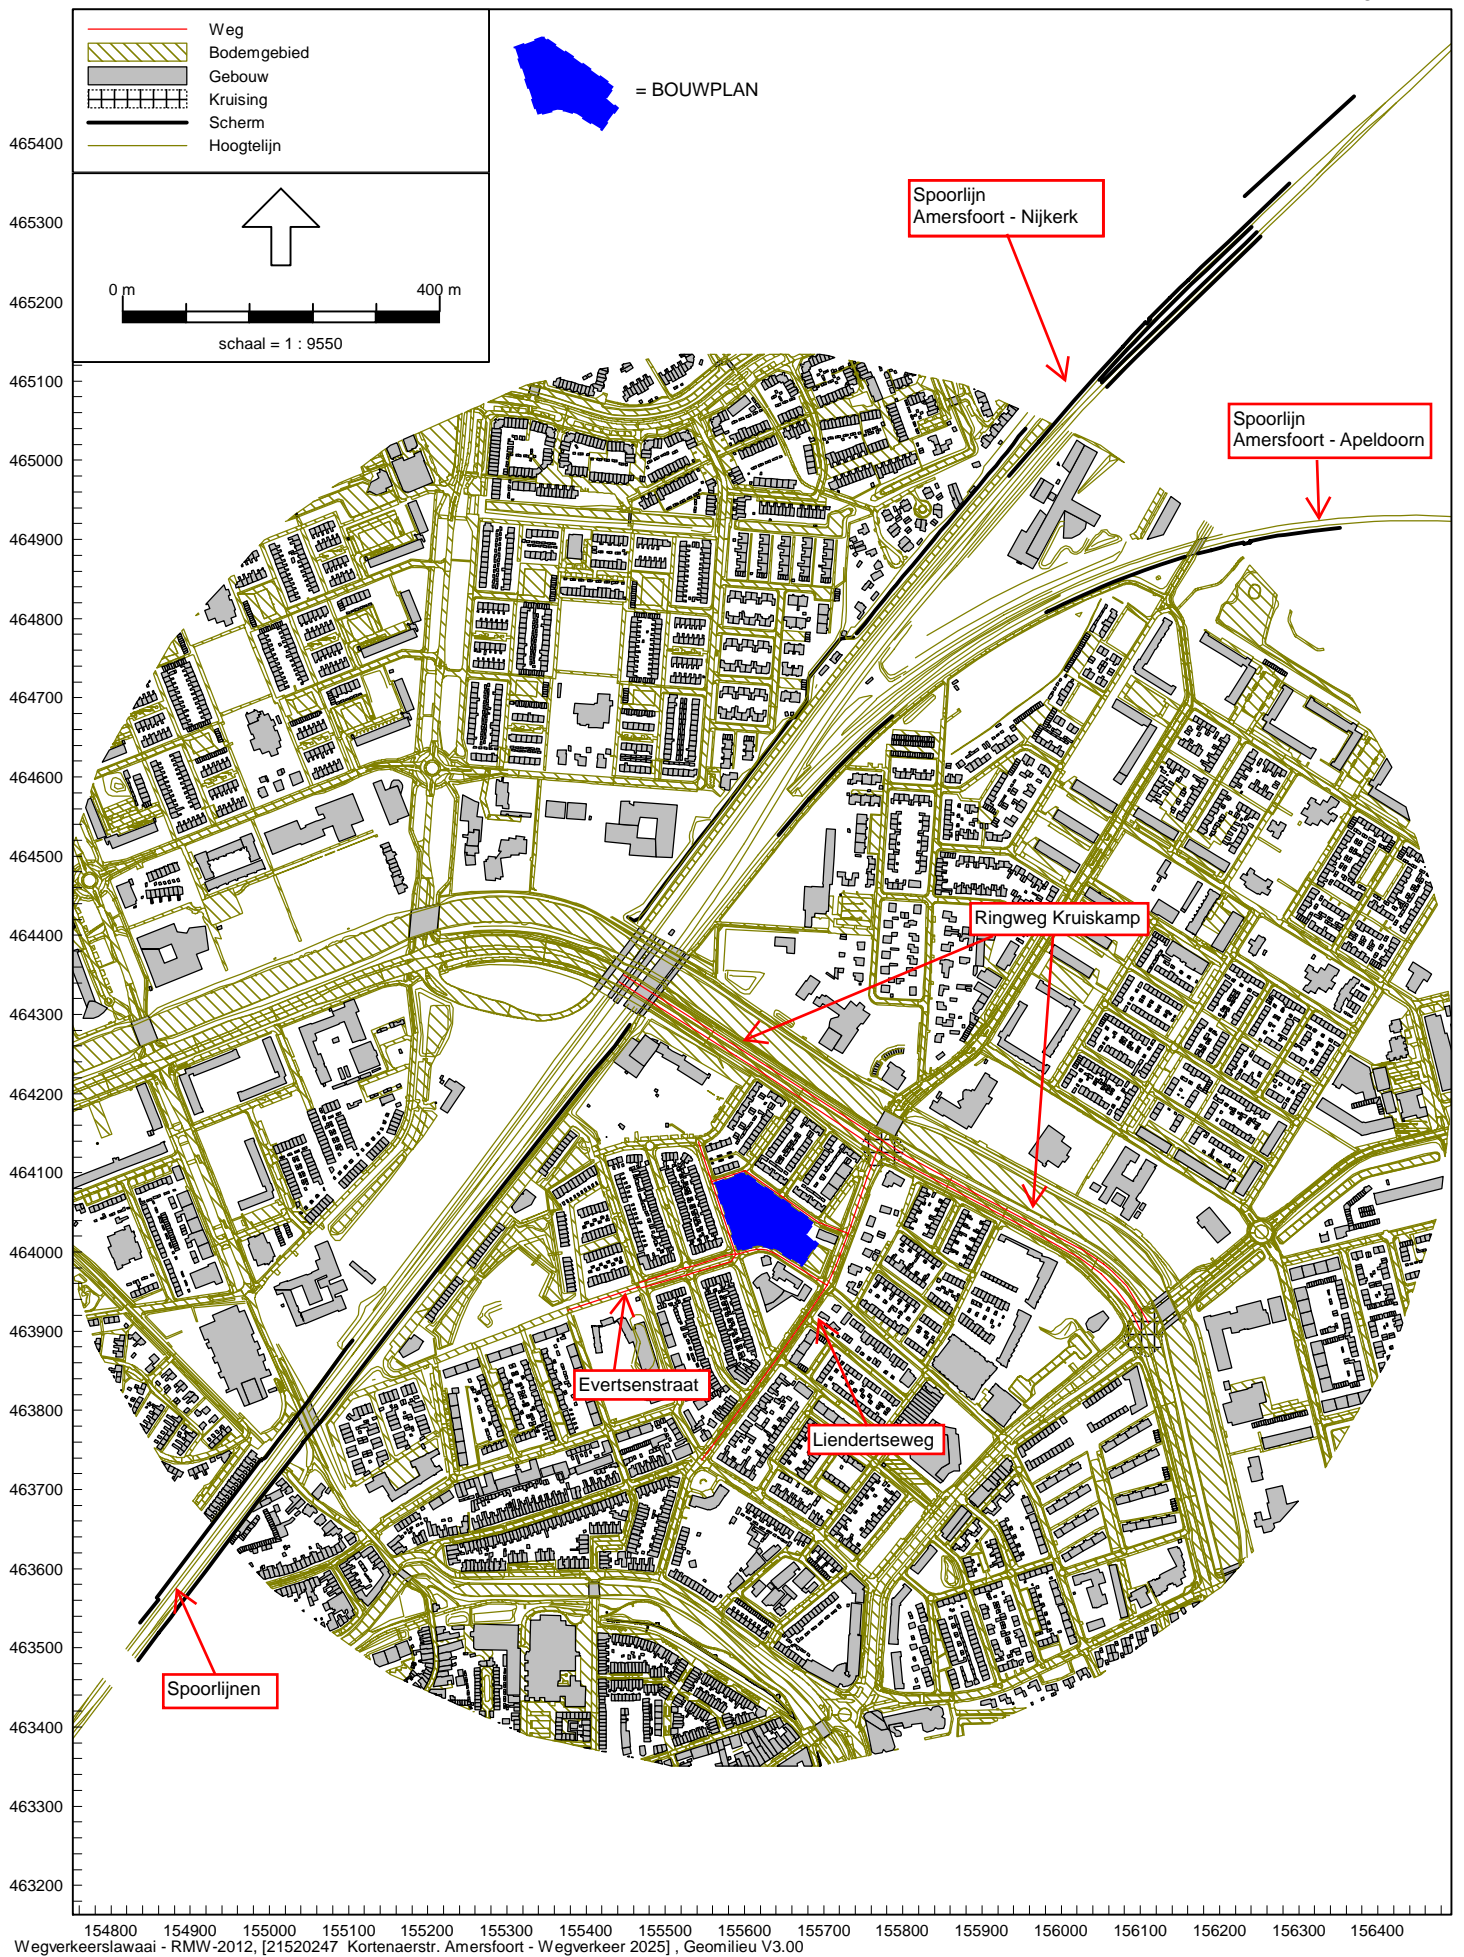 Weg
Bodemgebied
Gebouw
Kruising
Scherm
Hoogtelijn
= BOUWPLAN
0 m 400 m
schaal = 1 : 9550
Spoorlijn
Amersfoort - Nijkerk
Spoorlijn
Amersfoort - Apeldoorn
Ringweg Kruiskamp
Evertsenstraat
Liendertseweg
Spoorlijnen
465400
465300
465200
465100
465000
464900
464800
464700
464600
464500
464400
464300
464200
464100
464000
463900
463800
463700
463600
463500
463400
463300
463200
154800 154900 155000 155100 155200 155300 155400 155500 155600 155700 155800 155900 156000 156100 156200 156300 156400
Wegverkeerslawaai - RMW-2012, [21520247 Kortenaerstr. Amersfoort - Wegverkeer 2025] , Geomilieu V3.00